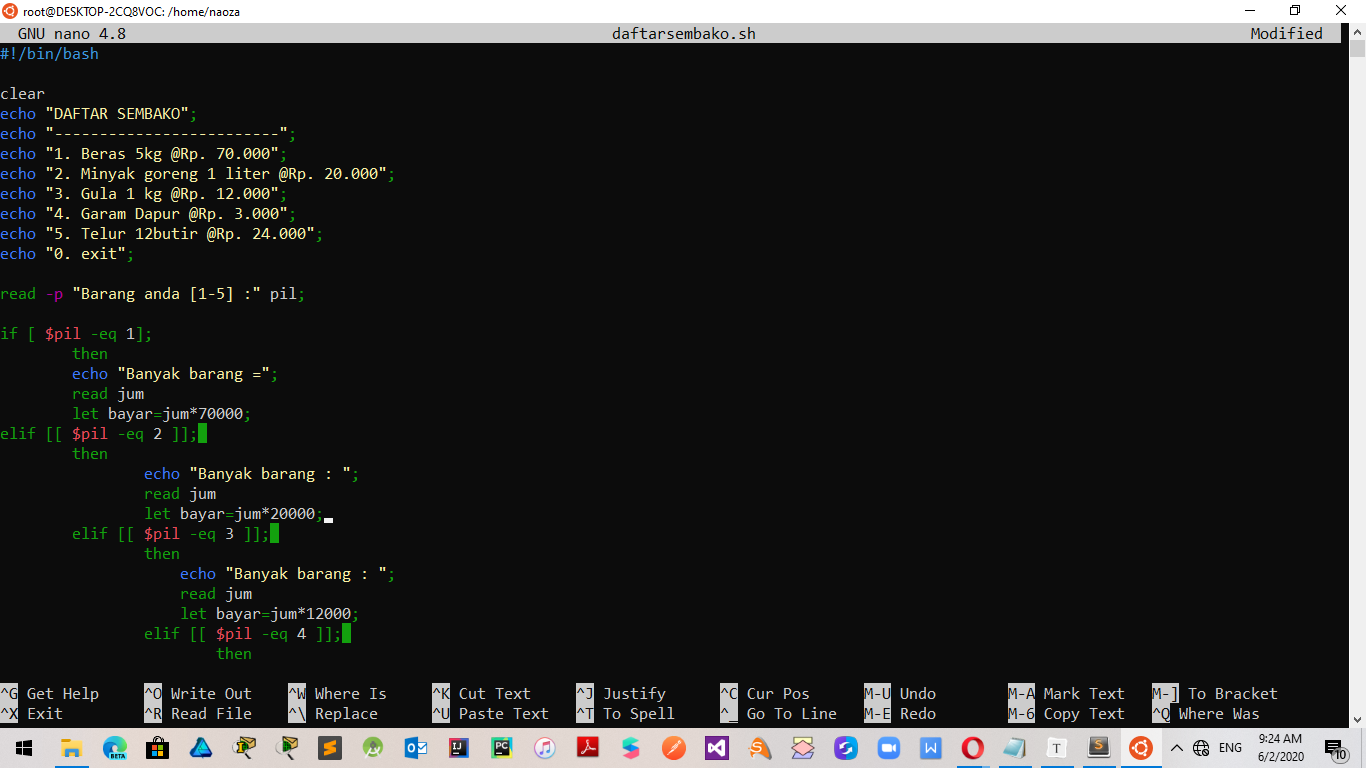 root@DESKTOP-2CQ8VOC: /home/naoza
GNU nano 4.8 daftarsembako.sh Modified
#!/bin/bash
clear
echo "DAFTAR SEMBAKO";
echo "-------------------------";
echo "1. Beras 5kg @Rp. 70.000";
echo "2. Minyak goreng 1 liter @Rp. 20.000";
echo "3. Gula 1 kg @Rp. 12.000";
echo "4. Garam Dapur @Rp. 3.000";
echo "5. Telur 12butir @Rp. 24.000";
echo "0. exit";
read -p "Barang anda [1-5] :" pil;
if [ $pil -eq 1];
then
echo "Banyak barang =";
read jum
let bayar=jum*70000;
elif [[ $pil -eq 2 ]];
then
echo "Banyak barang : ";
read jum
let bayar=jum*20000;
elif [[ $pil -eq 3 ]];
then
echo "Banyak barang : ";
read jum
let bayar=jum*12000;
elif [[ $pil -eq 4 ]];
then
^G Get Help ^O Write Out ^W Where Is ^K Cut Text ^J Justify ^C Cur Pos M-U Undo M-A Mark Text M-] To Bracket
^X Exit ^R Read File ^\ Replace ^U Paste Text ^T To Spell ^_ Go To Line M-E Redo M-6 Copy Text ^Q Where Was
ENG
9:24 AM
6/2/2020
10